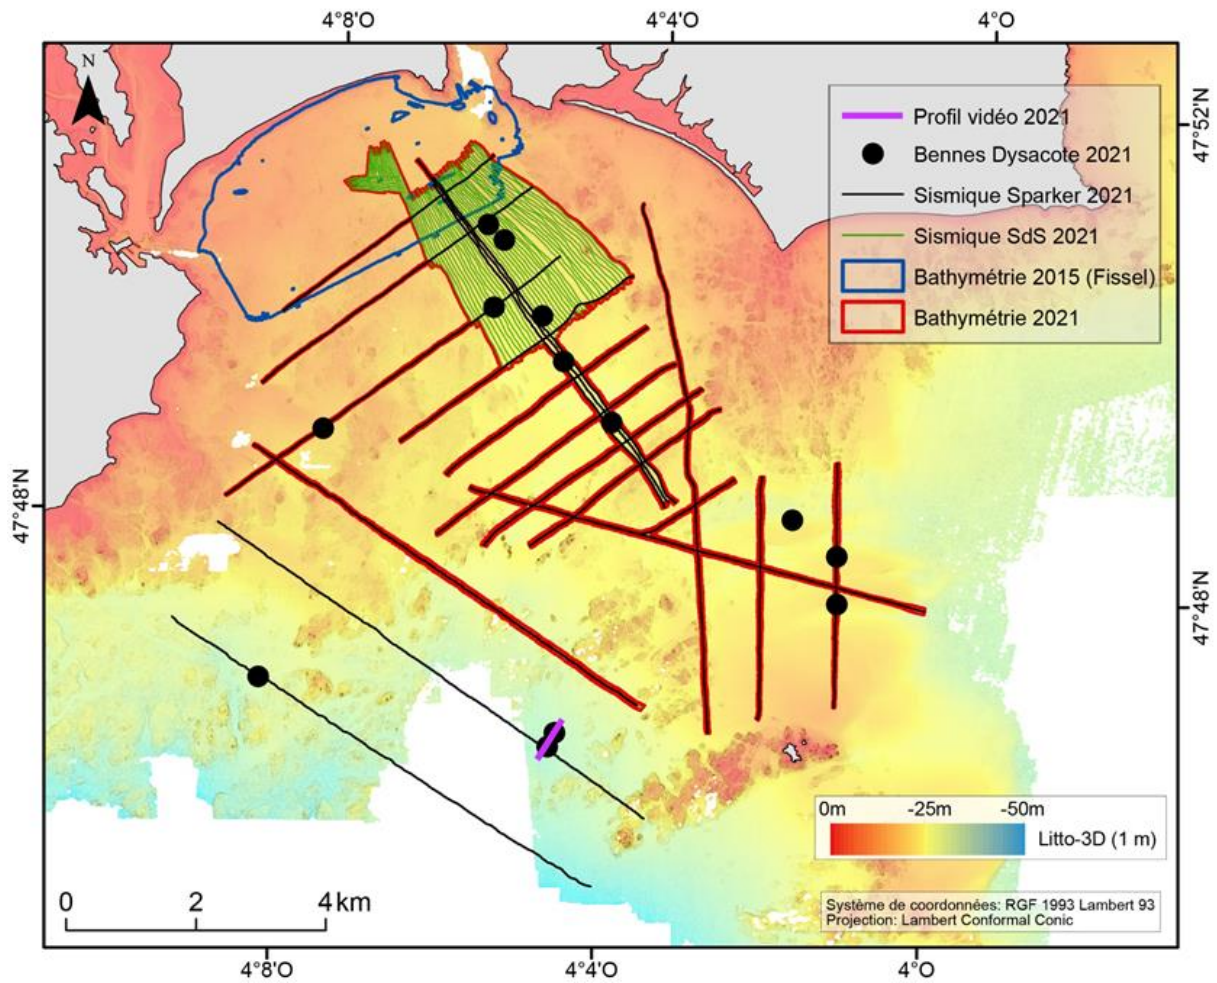 4°8'O
4°4'O
4°O
N
47°52'N
Profil vidéo 2021
Bennes Dysacote 2021
Sismique Sparker 2021
Sismique SdS 2021
Bathymétrie 2015 (Fissel)
Bathymétrie 2021
47°48'N
47°48'N
0m
-25m
-50m
Litto-3D (1 m)
0
2
4 km
Système de coordonnées: RGF 1993 Lambert 93
Projection: Lambert Conformal Conic
4°8'O
4°4'O
4°O